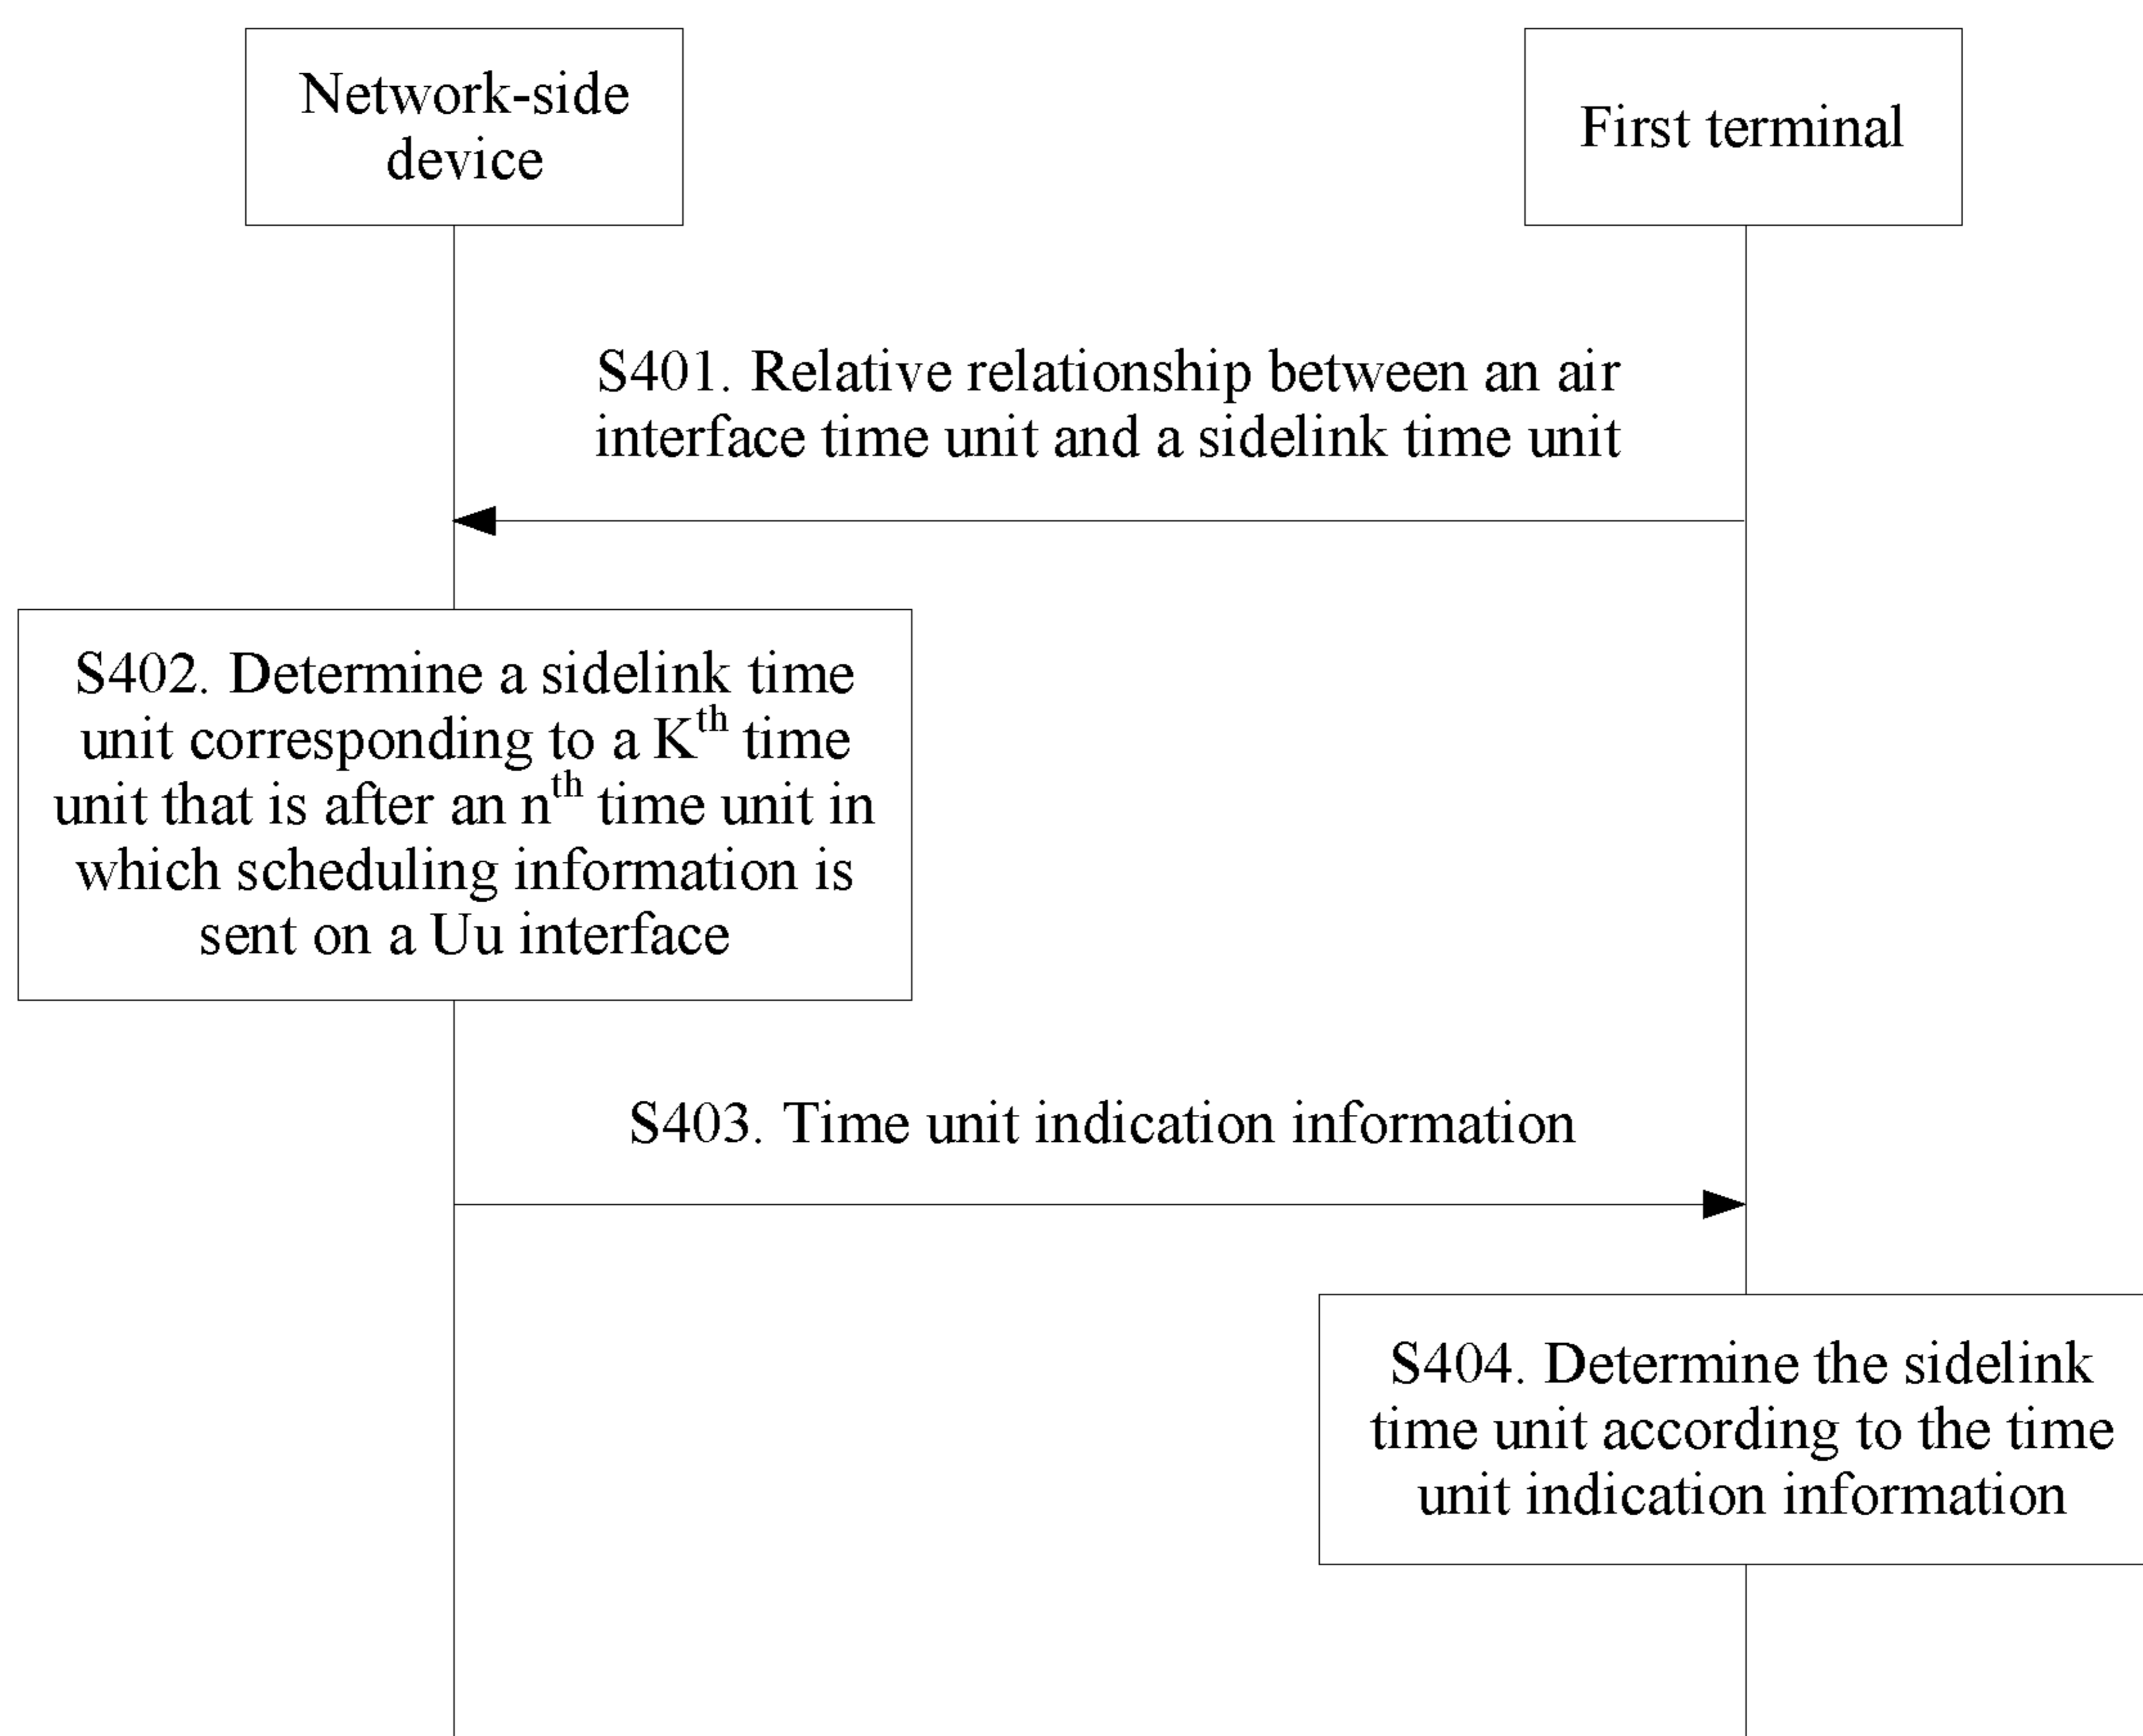 Network-side
device
First terminal
S401. Relative relationship between an air
interface time unit and a sidelink time unit
S402. Determine a sidelink time
unit corresponding to a Kth time
unit that is after an nth time unit in
which scheduling information is
sent on a Uu interface
S403. Time unit indication information
S404. Determine the sidelink
time unit according to the time
unit indication information